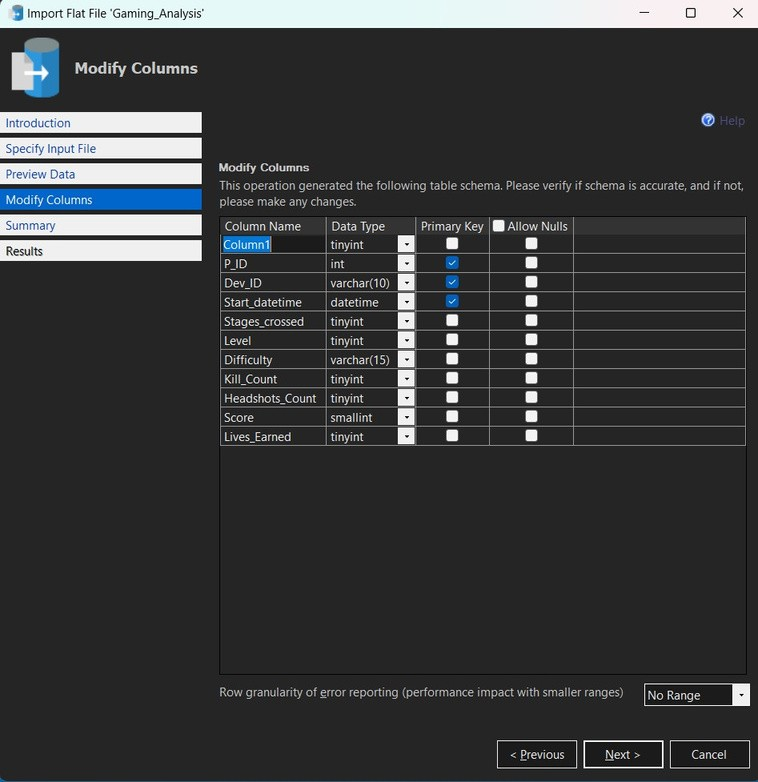 Import Flat File 'Gaming_Analysis'
Modify Columns
Introduction
Specify Input File
Preview Data
Modify Columns
Summary
Results
Help
Modify Columns
This operation generated the following table schema. Please verify if schema is accurate, and if not,
please make any changes.
Column Name Data Type Primary Key Allow Nulls
Column1 tinyint
P_ID int
Dev_ID varchar(10)
Start_datetime datetime
Stages_crossed tinyint
Level tinyint
Difficulty varchar(15)
Kill_Count tinyint
Headshots_Count tinyint
Score smallint
Lives_Earned tinyint
Row granularity of error reporting (performance impact with smaller ranges) No Range
< Previous Next > Cancel